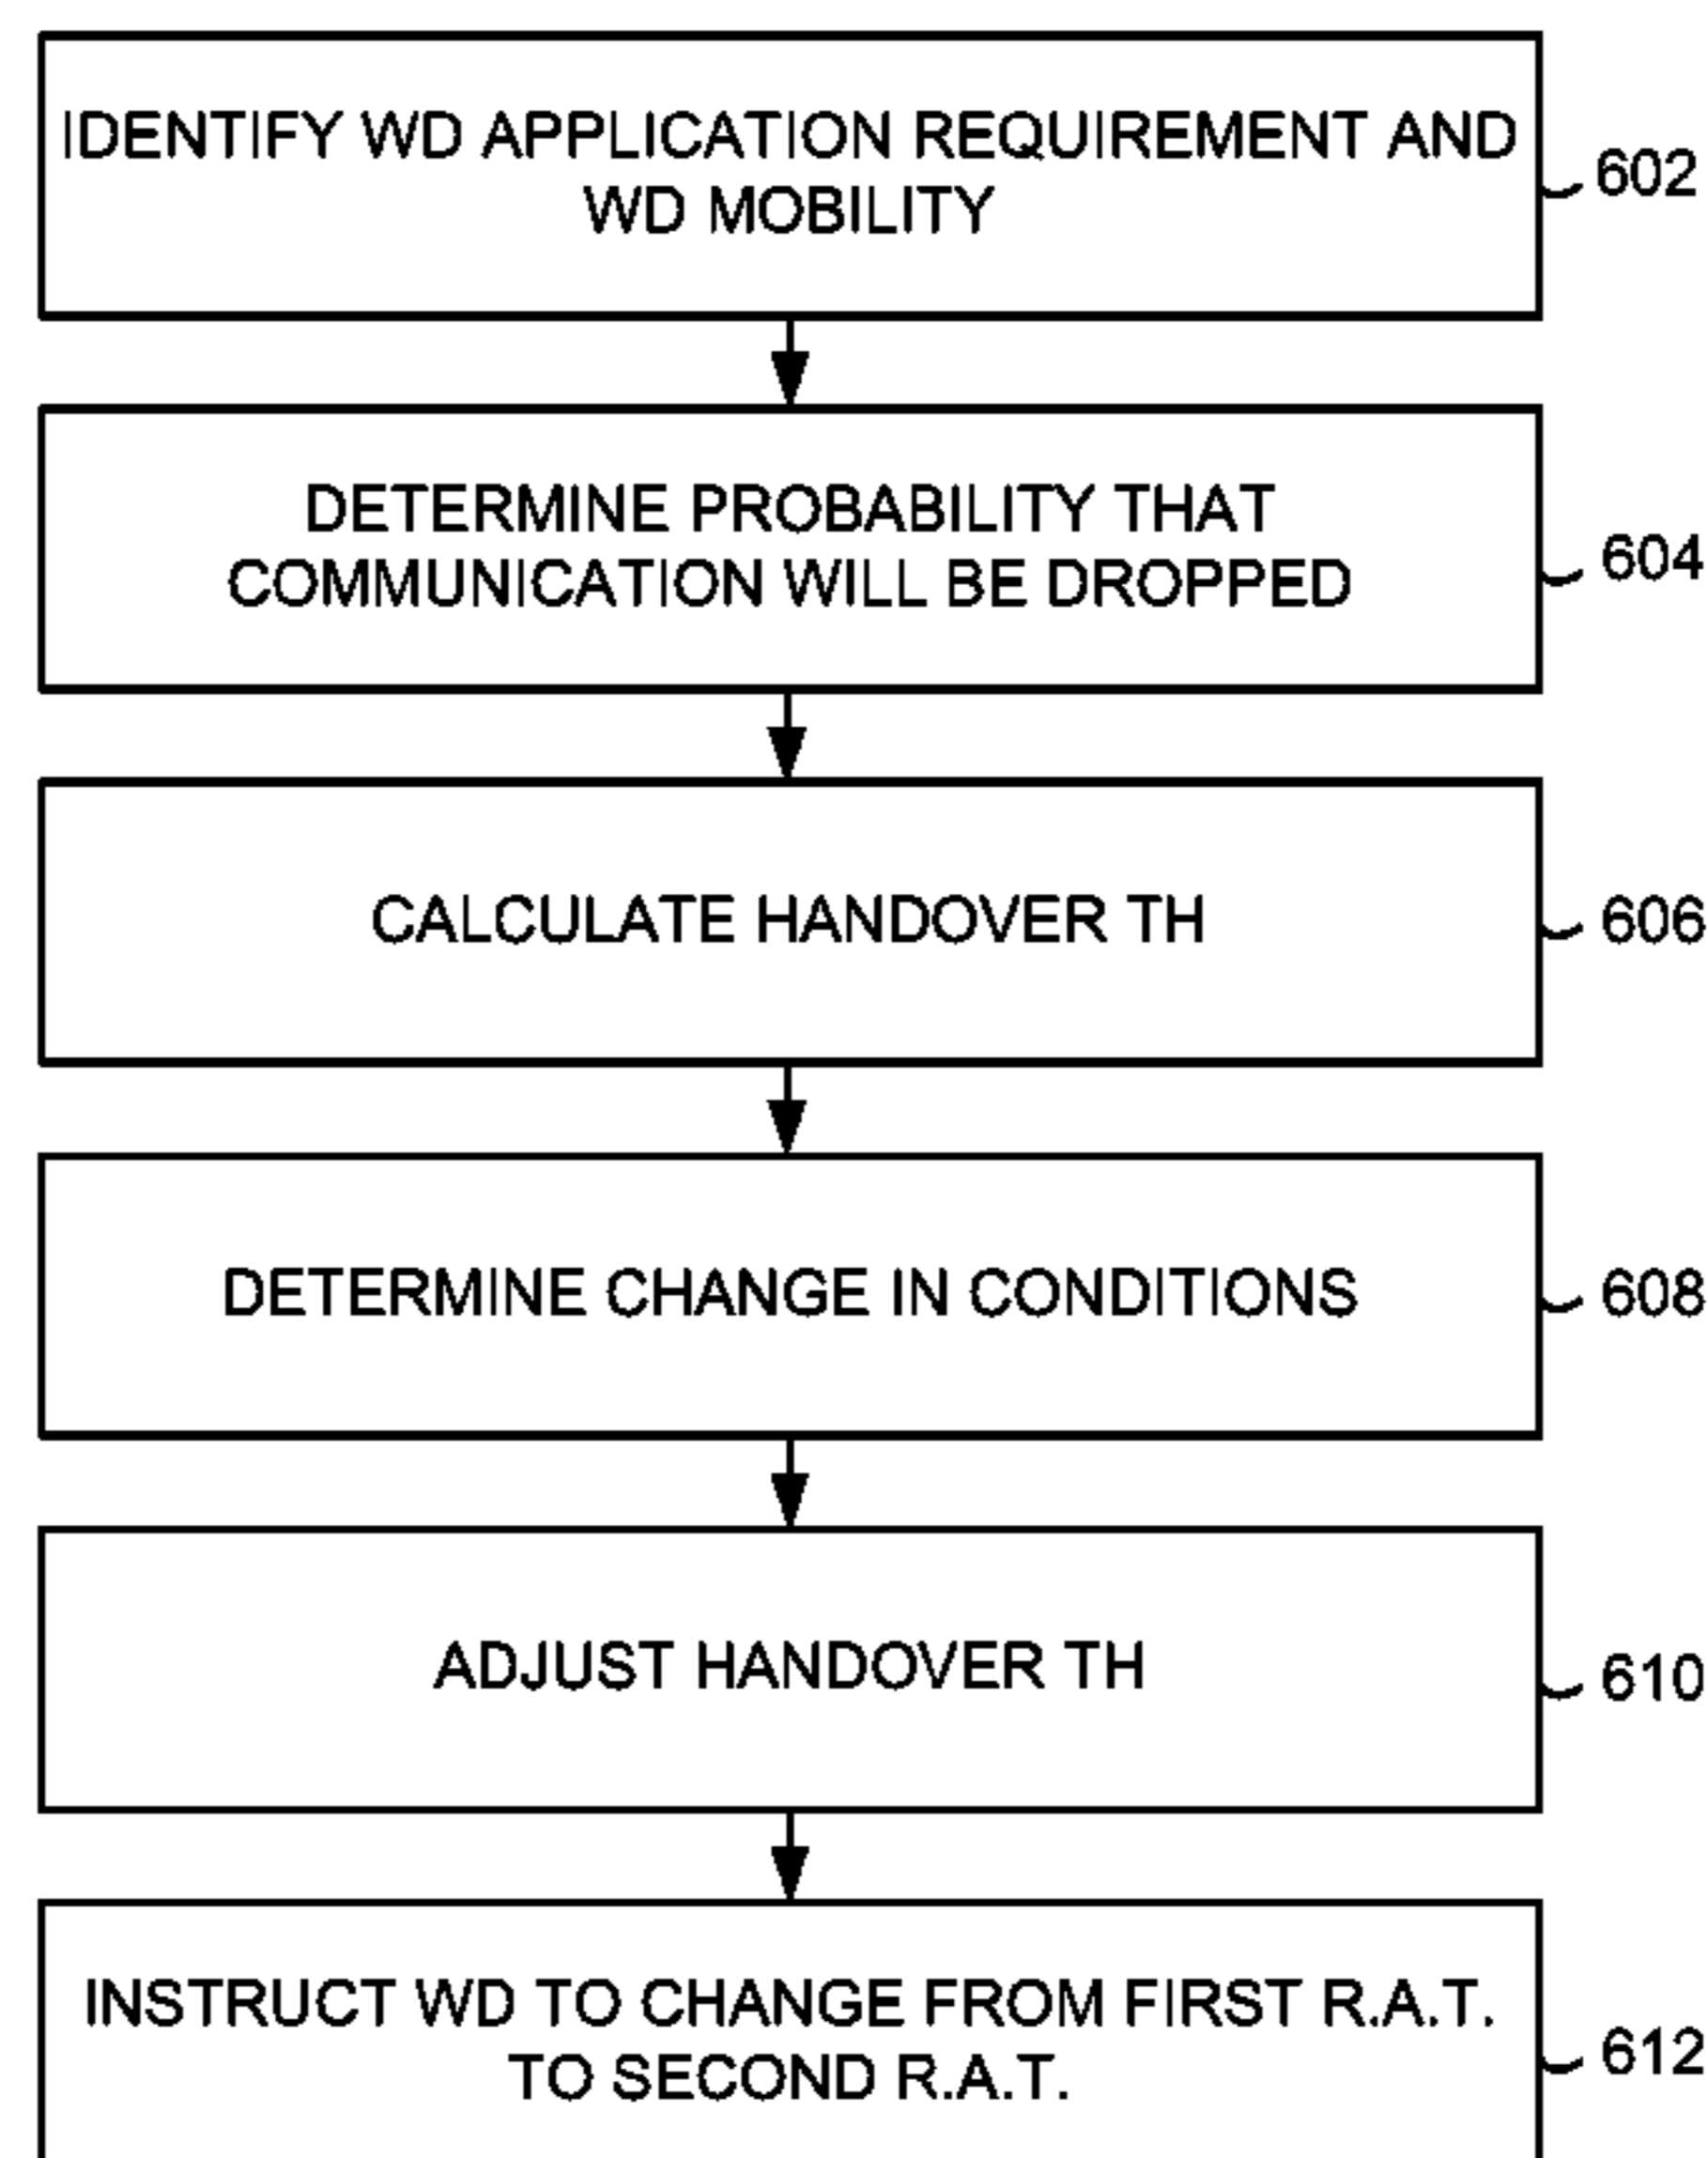 IDENTIFY WD APPLICATION REQUIREMENT AND
WD MOBILITY
602
DETERMINE PROBABILITY THAT
COMMUNICATION WILL BE DROPPED
604
CALCULATE HANDOVER TH
606
DETERMINE CHANGE IN CONDITIONS
608
ADJUST HANDOVER TH
610
INSTRUCT WD TO CHANGE FROM FIRST R.A.T.
TO SECOND R.A.T.
612